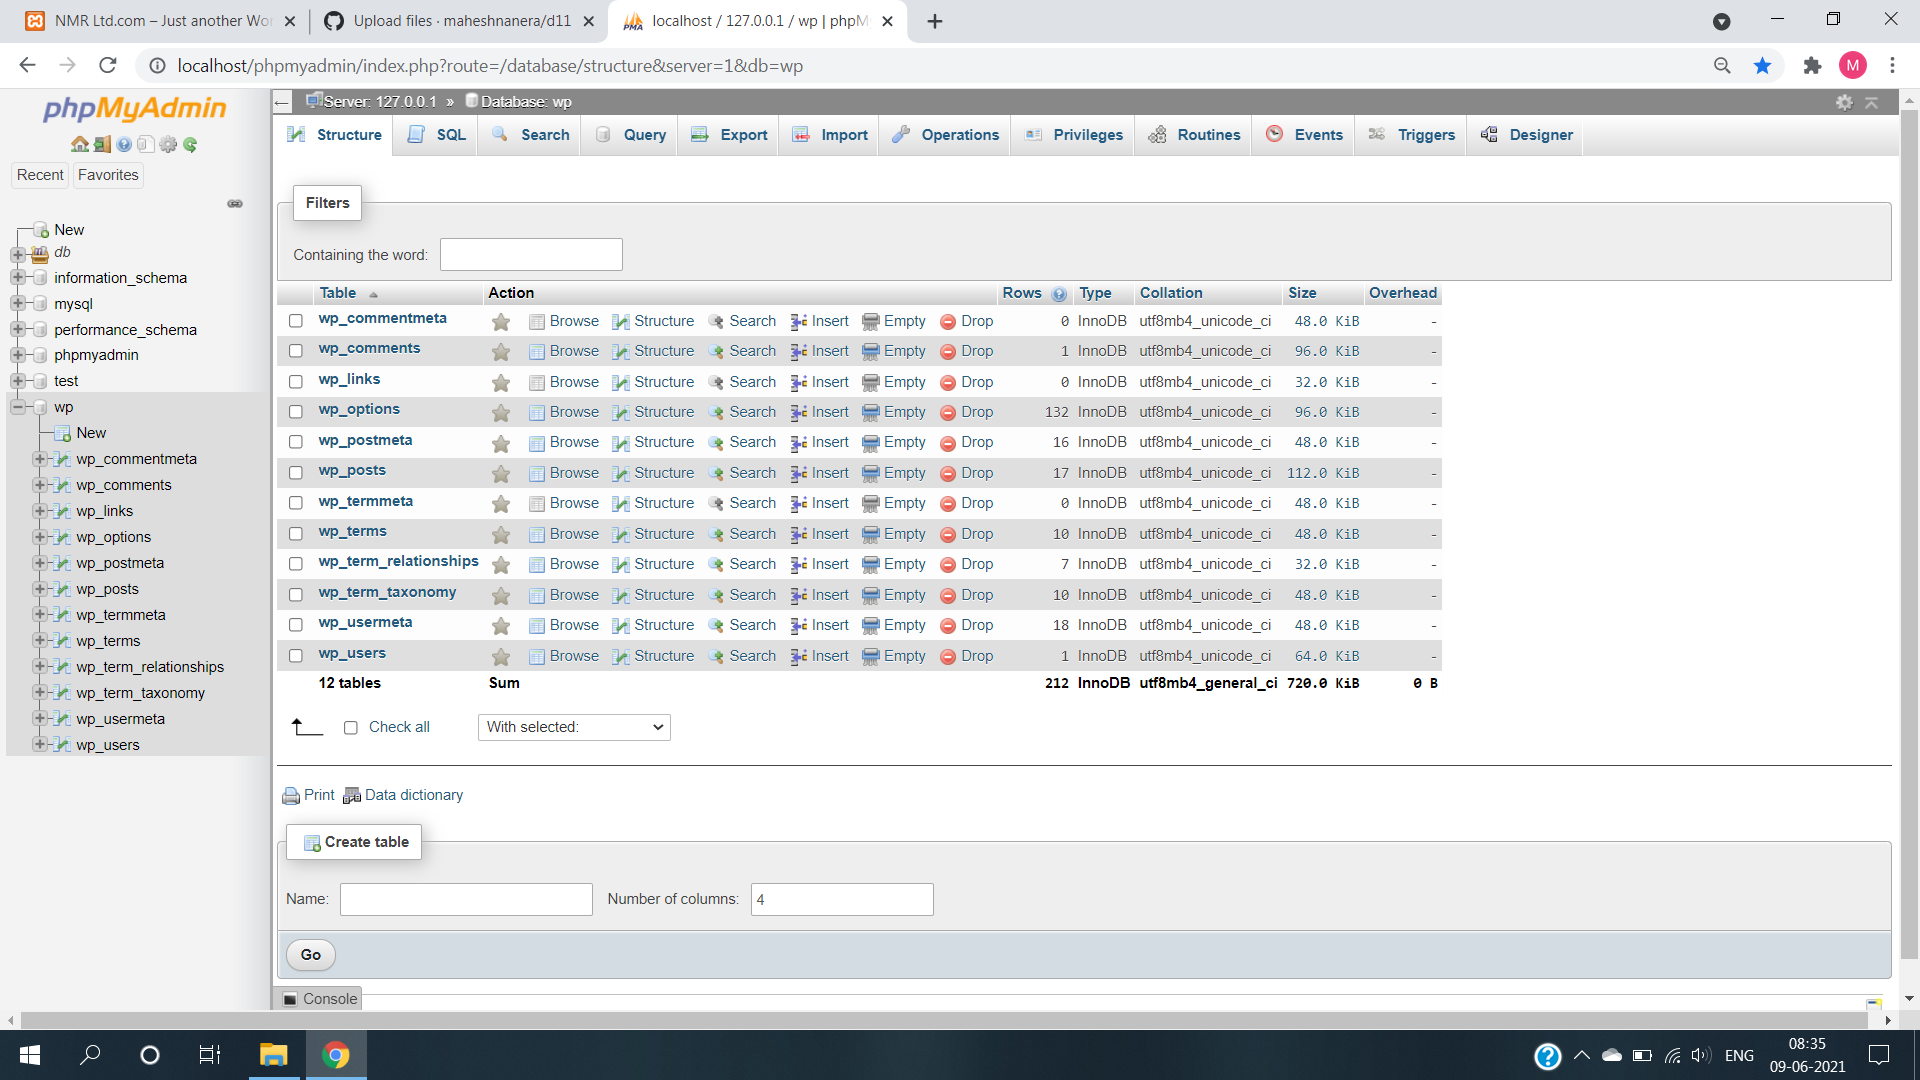 NMR Ltd.com – Just another Wor
Upload files · maheshnanera/d11
localhost / 127.0.0.1 / wp | phpM
localhost/phpmyadmin/index.php?route=/database/structure&server=1&db=wp
M
phpMyAdmin
Recent
Favorites
New
db
information_schema
mysql
performance_schema
phpmyadmin
test
wp
New
wp_commentmeta
wp_comments
wp_links
wp_options
wp_postmeta
wp_posts
wp_termmeta
wp_terms
wp_term_relationships
wp_term_taxonomy
wp_usermeta
wp_users
Server: 127.0.0.1 » Database: wp
Structure SQL Search Query Export Import Operations Privileges Routines Events Triggers Designer
Filters
Containing the word:
Table Action Rows Type Collation Size Overhead
wp_commentmeta Browse Structure Search Insert Empty Drop 0 InnoDB utf8mb4_unicode_ci 48.0 KiB -
wp_comments Browse Structure Search Insert Empty Drop 1 InnoDB utf8mb4_unicode_ci 96.0 KiB -
wp_links Browse Structure Search Insert Empty Drop 0 InnoDB utf8mb4_unicode_ci 32.0 KiB -
wp_options Browse Structure Search Insert Empty Drop 132 InnoDB utf8mb4_unicode_ci 96.0 KiB -
wp_postmeta Browse Structure Search Insert Empty Drop 16 InnoDB utf8mb4_unicode_ci 48.0 KiB -
wp_posts Browse Structure Search Insert Empty Drop 17 InnoDB utf8mb4_unicode_ci 112.0 KiB -
wp_termmeta Browse Structure Search Insert Empty Drop 0 InnoDB utf8mb4_unicode_ci 48.0 KiB -
wp_terms Browse Structure Search Insert Empty Drop 10 InnoDB utf8mb4_unicode_ci 48.0 KiB -
wp_term_relationships Browse Structure Search Insert Empty Drop 7 InnoDB utf8mb4_unicode_ci 32.0 KiB -
wp_term_taxonomy Browse Structure Search Insert Empty Drop 10 InnoDB utf8mb4_unicode_ci 48.0 KiB -
wp_usermeta Browse Structure Search Insert Empty Drop 18 InnoDB utf8mb4_unicode_ci 48.0 KiB -
wp_users Browse Structure Search Insert Empty Drop 1 InnoDB utf8mb4_unicode_ci 64.0 KiB -
12 tables Sum 212 InnoDB utf8mb4_general_ci 720.0 KiB 0 B
Check all With selected:
Print Data dictionary
Create table
Name: Number of columns: 4
Go
Console
ENG
08:35
09-06-2021